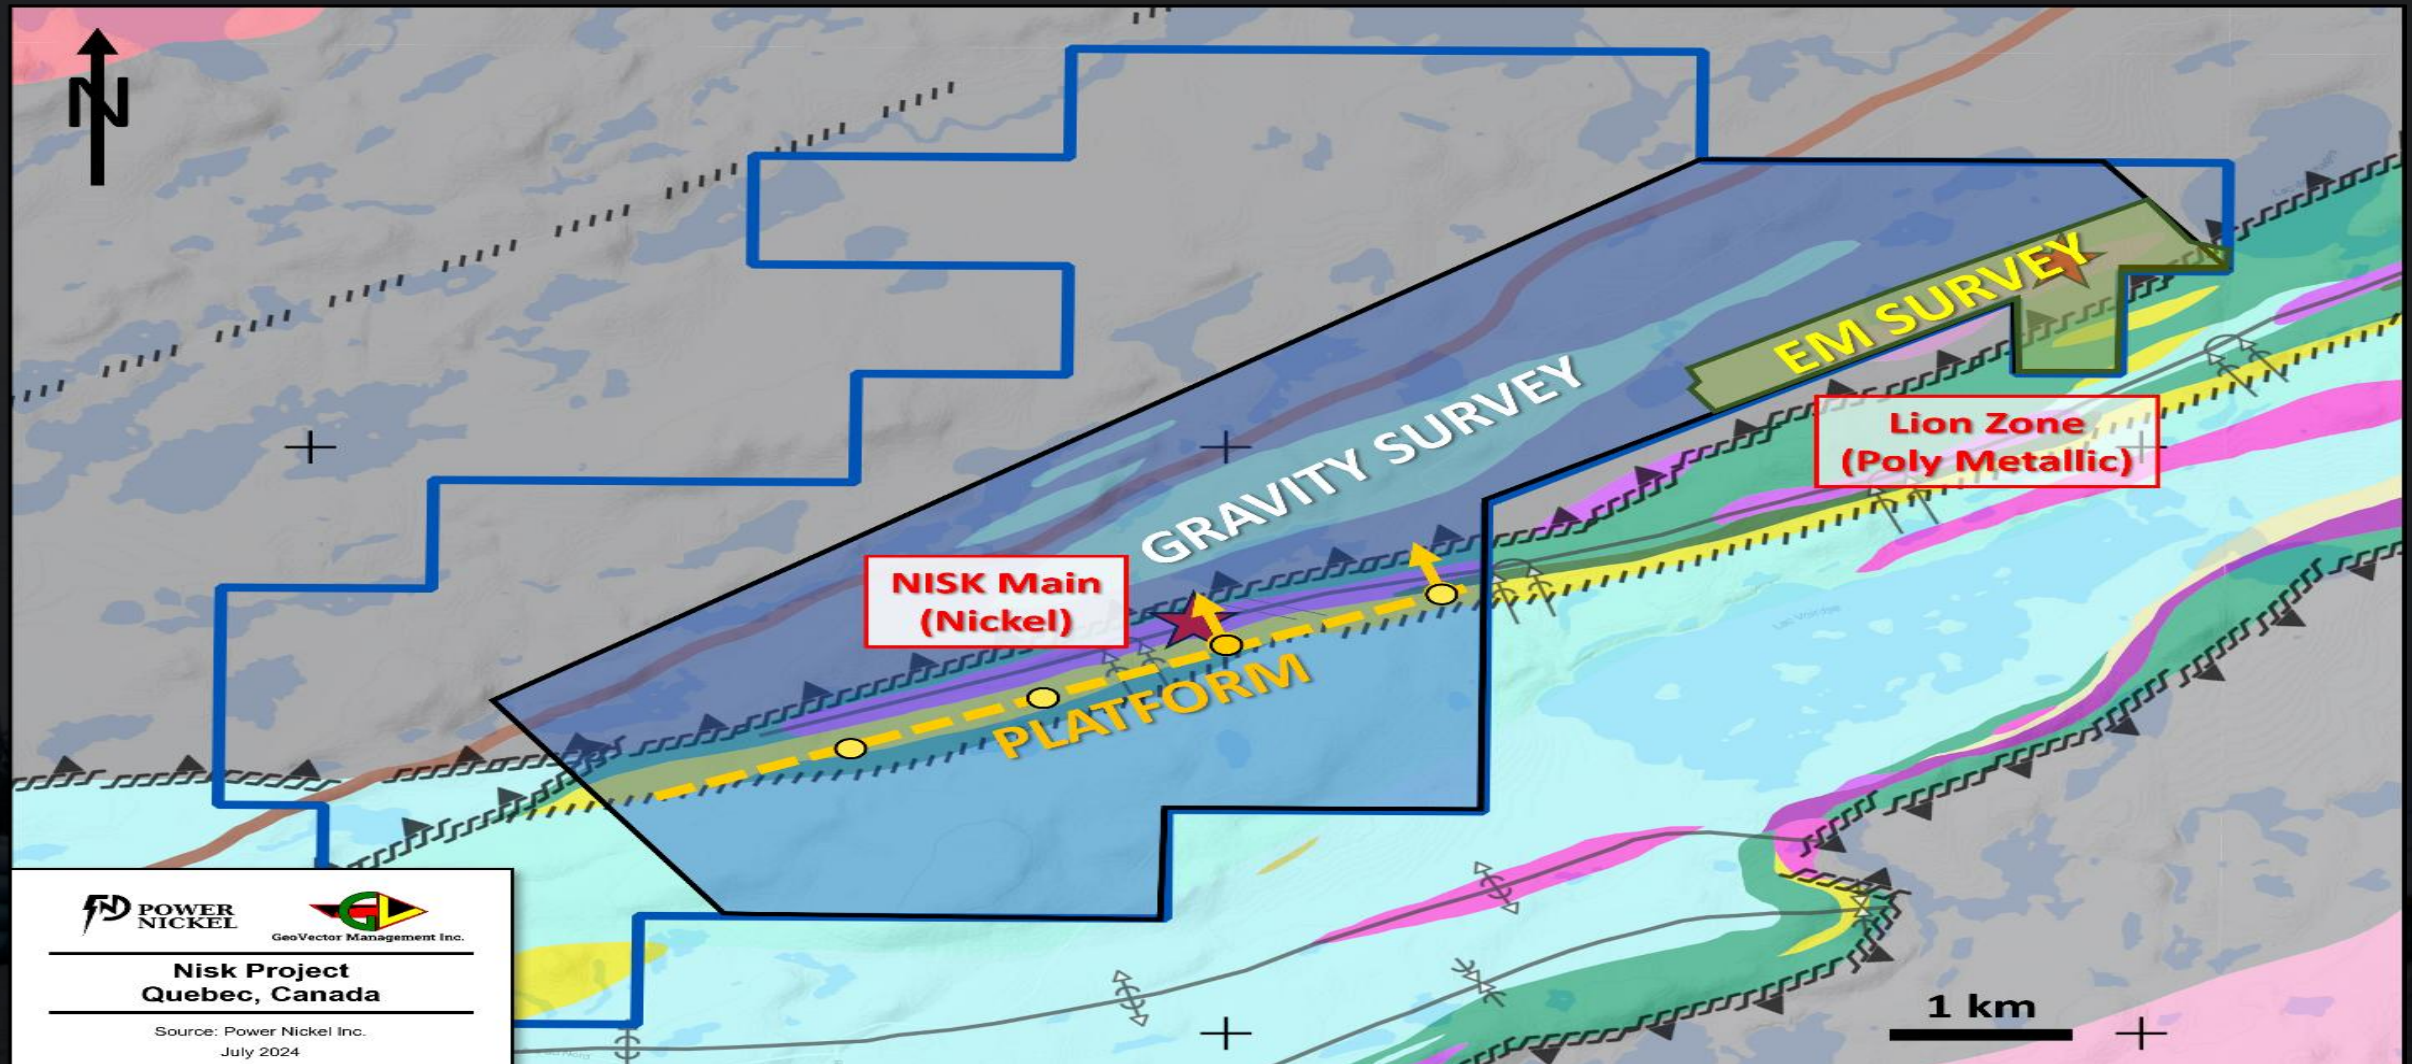 N
EM SURVEY
GRAVITY SURVEY
Lion Zone
(Poly Metallic)
NISK Main
(Nickel)
PLATFORM
POWER
NICKEL
GeoVector Management Inc.
Nisk Project
Quebec, Canada
Source: Power Nickel Inc.
July 2024
1 km